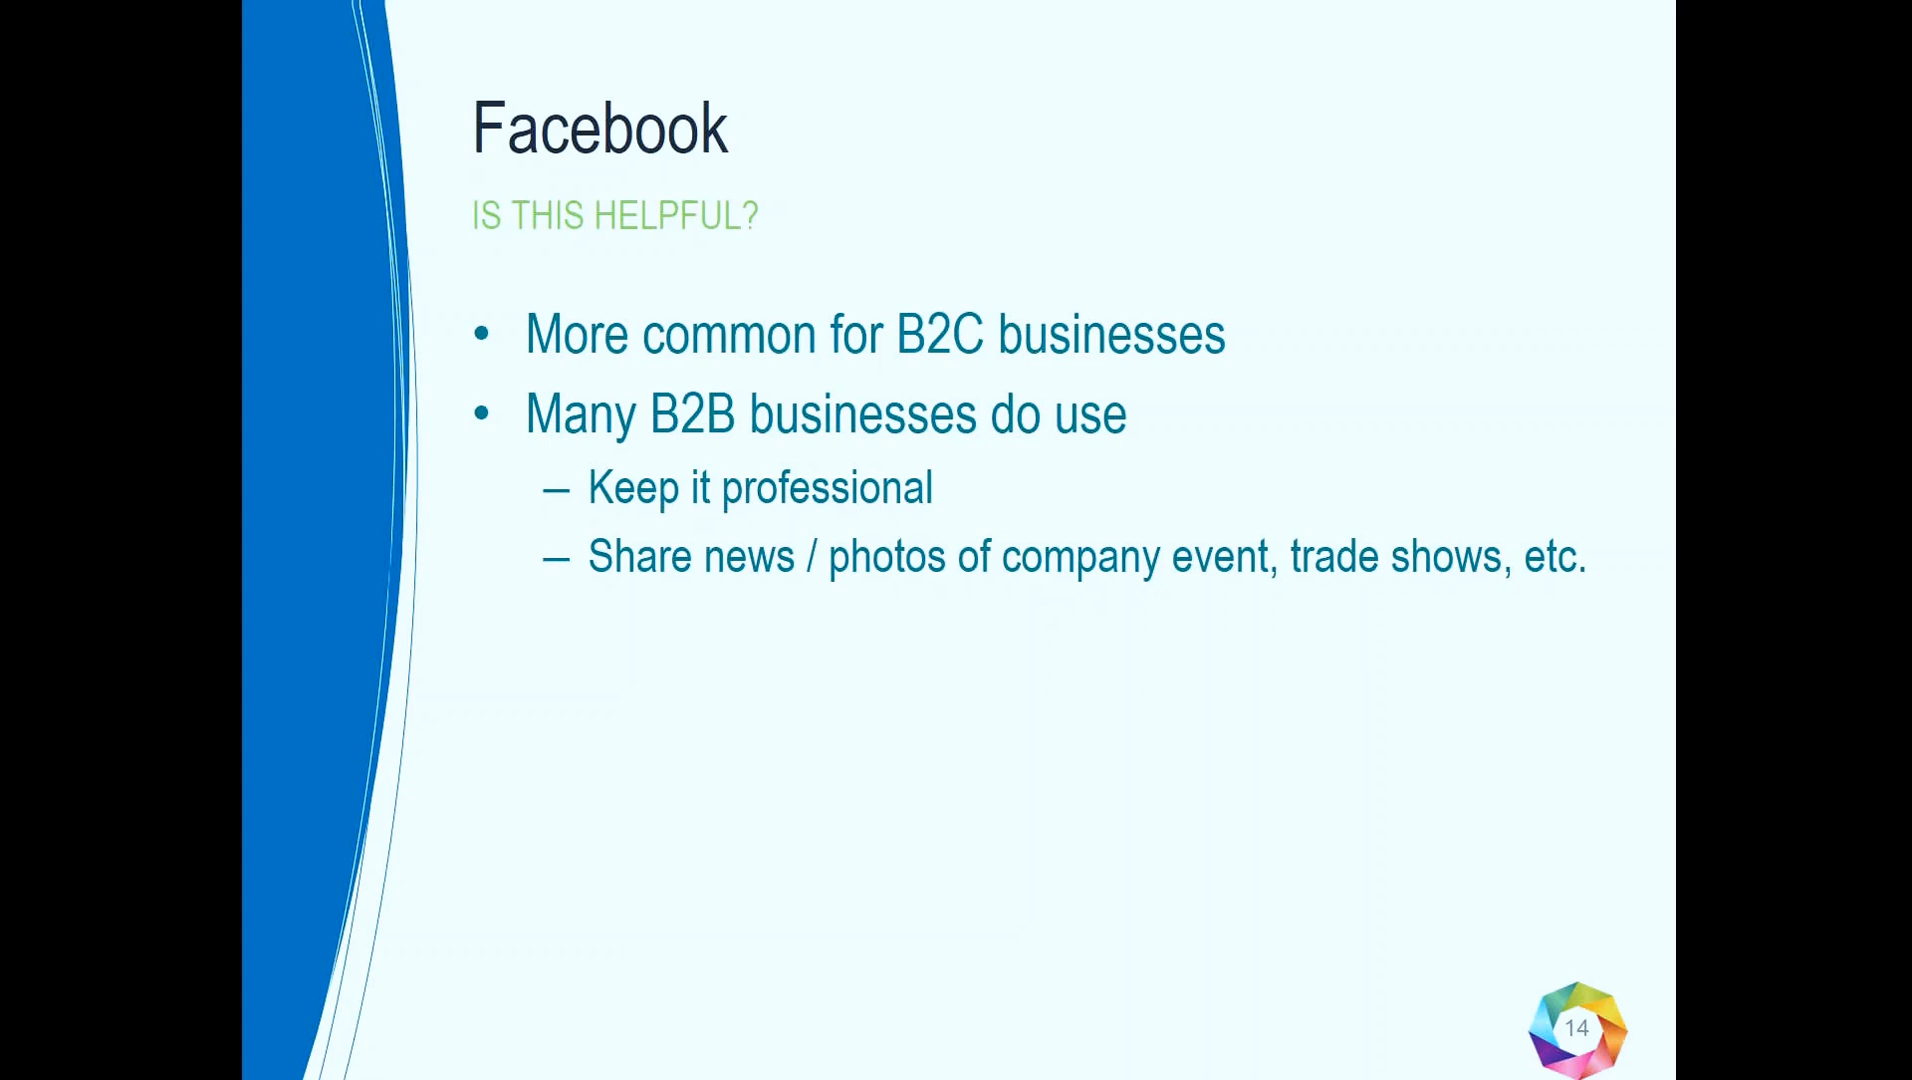 Facebook
IS THIS HELPFUL?
• More common for B2C businesses
• Many B2B businesses do use
– Keep it professional
– Share news / photos of company event, trade shows, etc.
14